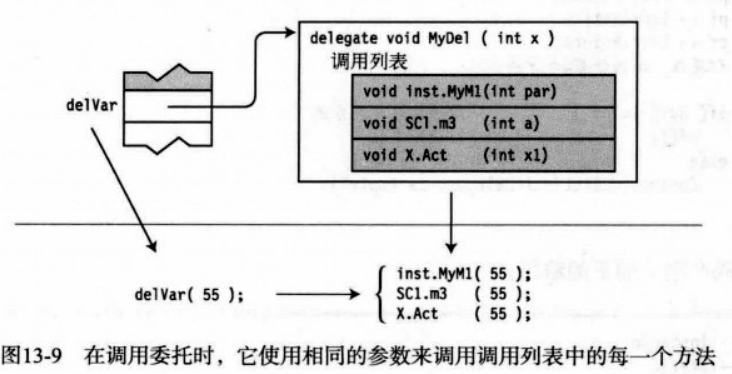 delegate void MyDel ( int x )
调用列表
void inst.MyM1(int par)
void SCl.m3 (int a)
void X.Act (int x1)
delVar
delVar( 55 );
inst.MyM1( 55 );
SCl.m3 ( 55 );
X.Act ( 55 );
图13-9 在调用委托时，它使用相同的参数来调用调用列表中的每一个方法